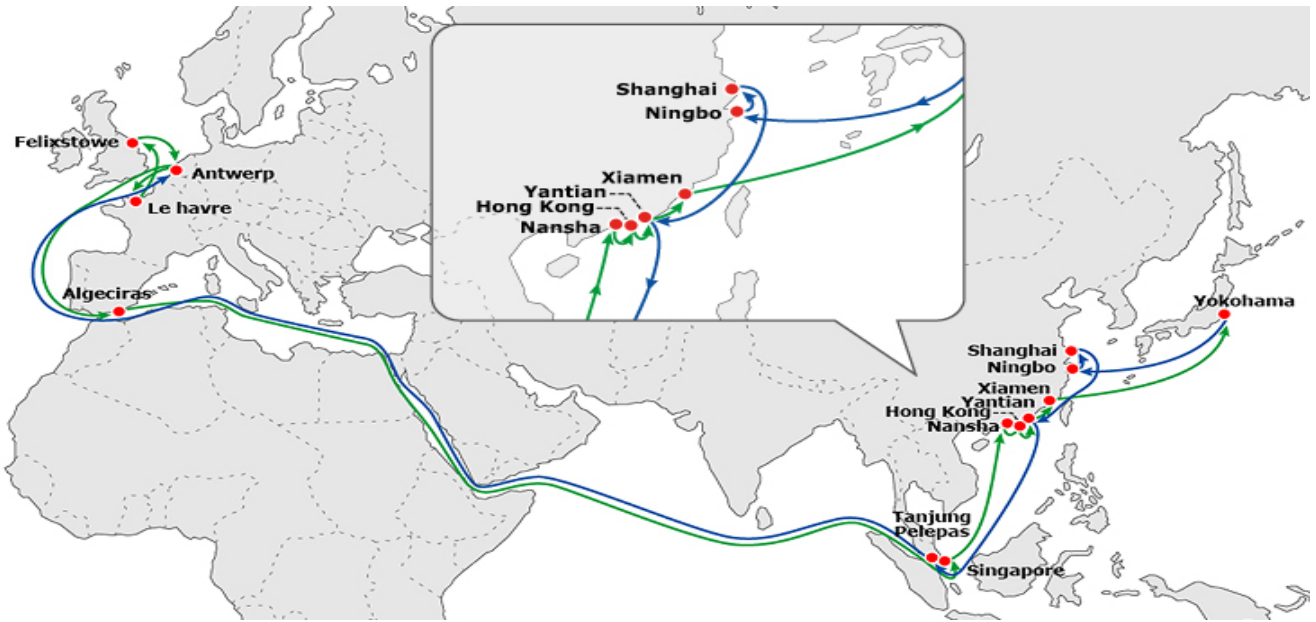 Shanghai
Ningbo
Xiamen
Yantian
Hong Kong
Nansha
Felixstowe
Antwerp
Le havre
Algeciras
Yokohama
Shanghai
Ningbo
Xiamen
Yantian
Hong Kong
Nansha
Tanjung
Pelepas
Singapore